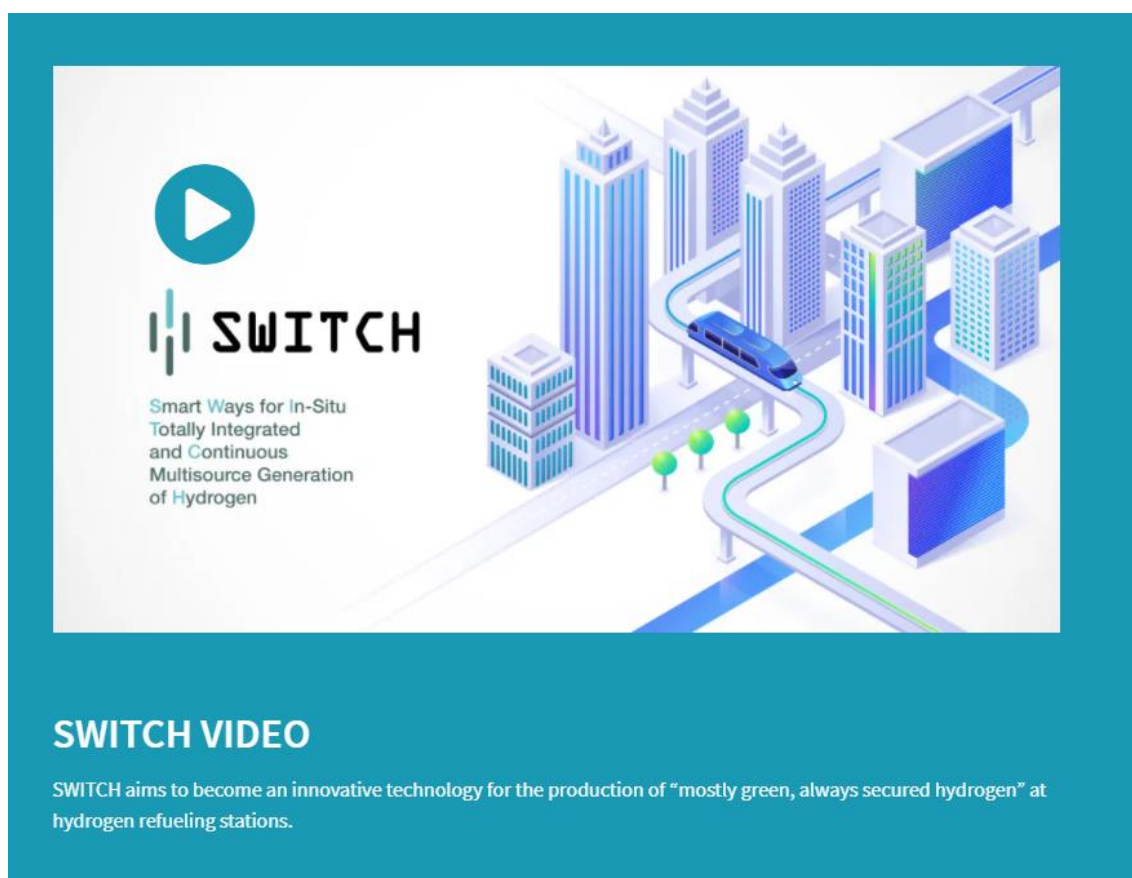 SWITCH
Smart Ways for In-Situ
Totally Integrated
and Continuous
Multisource Generation
of Hydrogen
SWITCH VIDEO
SWITCH aims to become an innovative technology for the production of “mostly green, always secured hydrogen” at
hydrogen refueling stations.